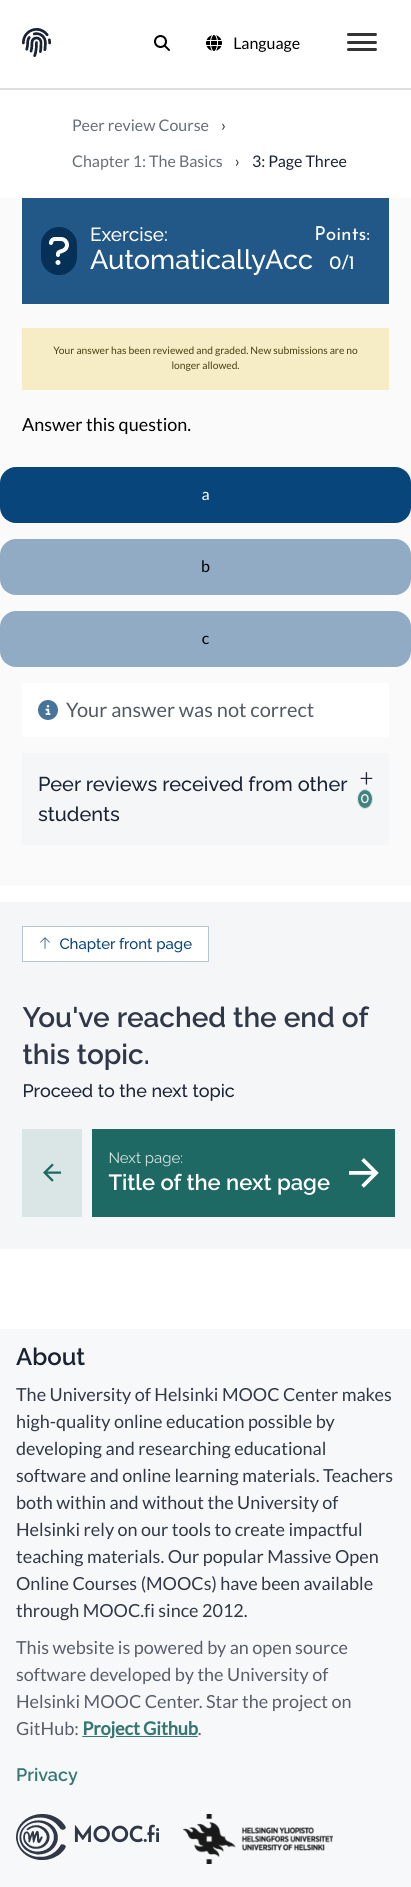 Language
Peer review Course ›
Chapter 1: The Basics › 3: Page Three
Exercise:
AutomaticallyAcc
Points:
0/1
Your answer has been reviewed and graded. New submissions are no
longer allowed.
Answer this question.
a
b
c
Your answer was not correct
Peer reviews received from other
students
0
Chapter front page
You've reached the end of
this topic.
Proceed to the next topic
Next page:
Title of the next page
About
The University of Helsinki MOOC Center makes
high-quality online education possible by
developing and researching educational
software and online learning materials. Teachers
both within and without the University of
Helsinki rely on our tools to create impactful
teaching materials. Our popular Massive Open
Online Courses (MOOCs) have been available
through MOOC.fi since 2012.
This website is powered by an open source
software developed by the University of
Helsinki MOOC Center. Star the project on
GitHub: Project Github.
Privacy
MOOC.fi
HELSINGIN YLIOPISTO
HELSINGFORS UNIVERSITET
UNIVERSITY OF HELSINKI